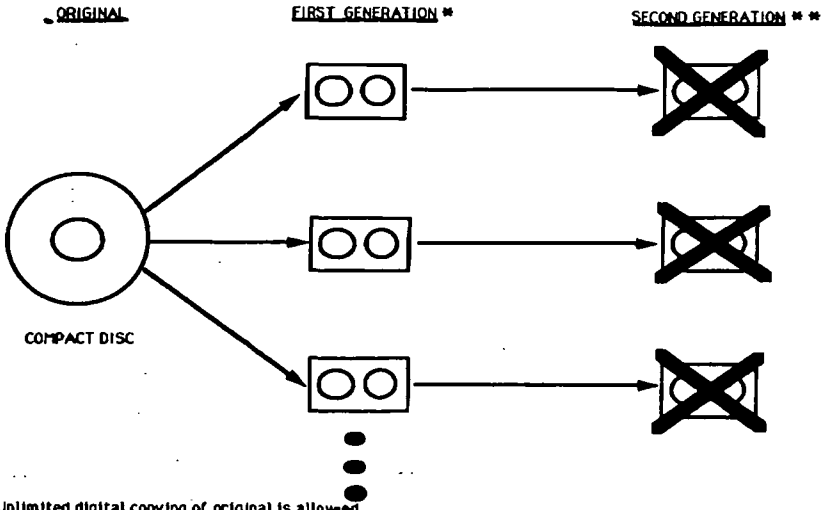 ORIGINAL FIRST GENERATION * SECOND GENERATION * *
COMPACT DISC
Unlimited digital copying of original is allowed